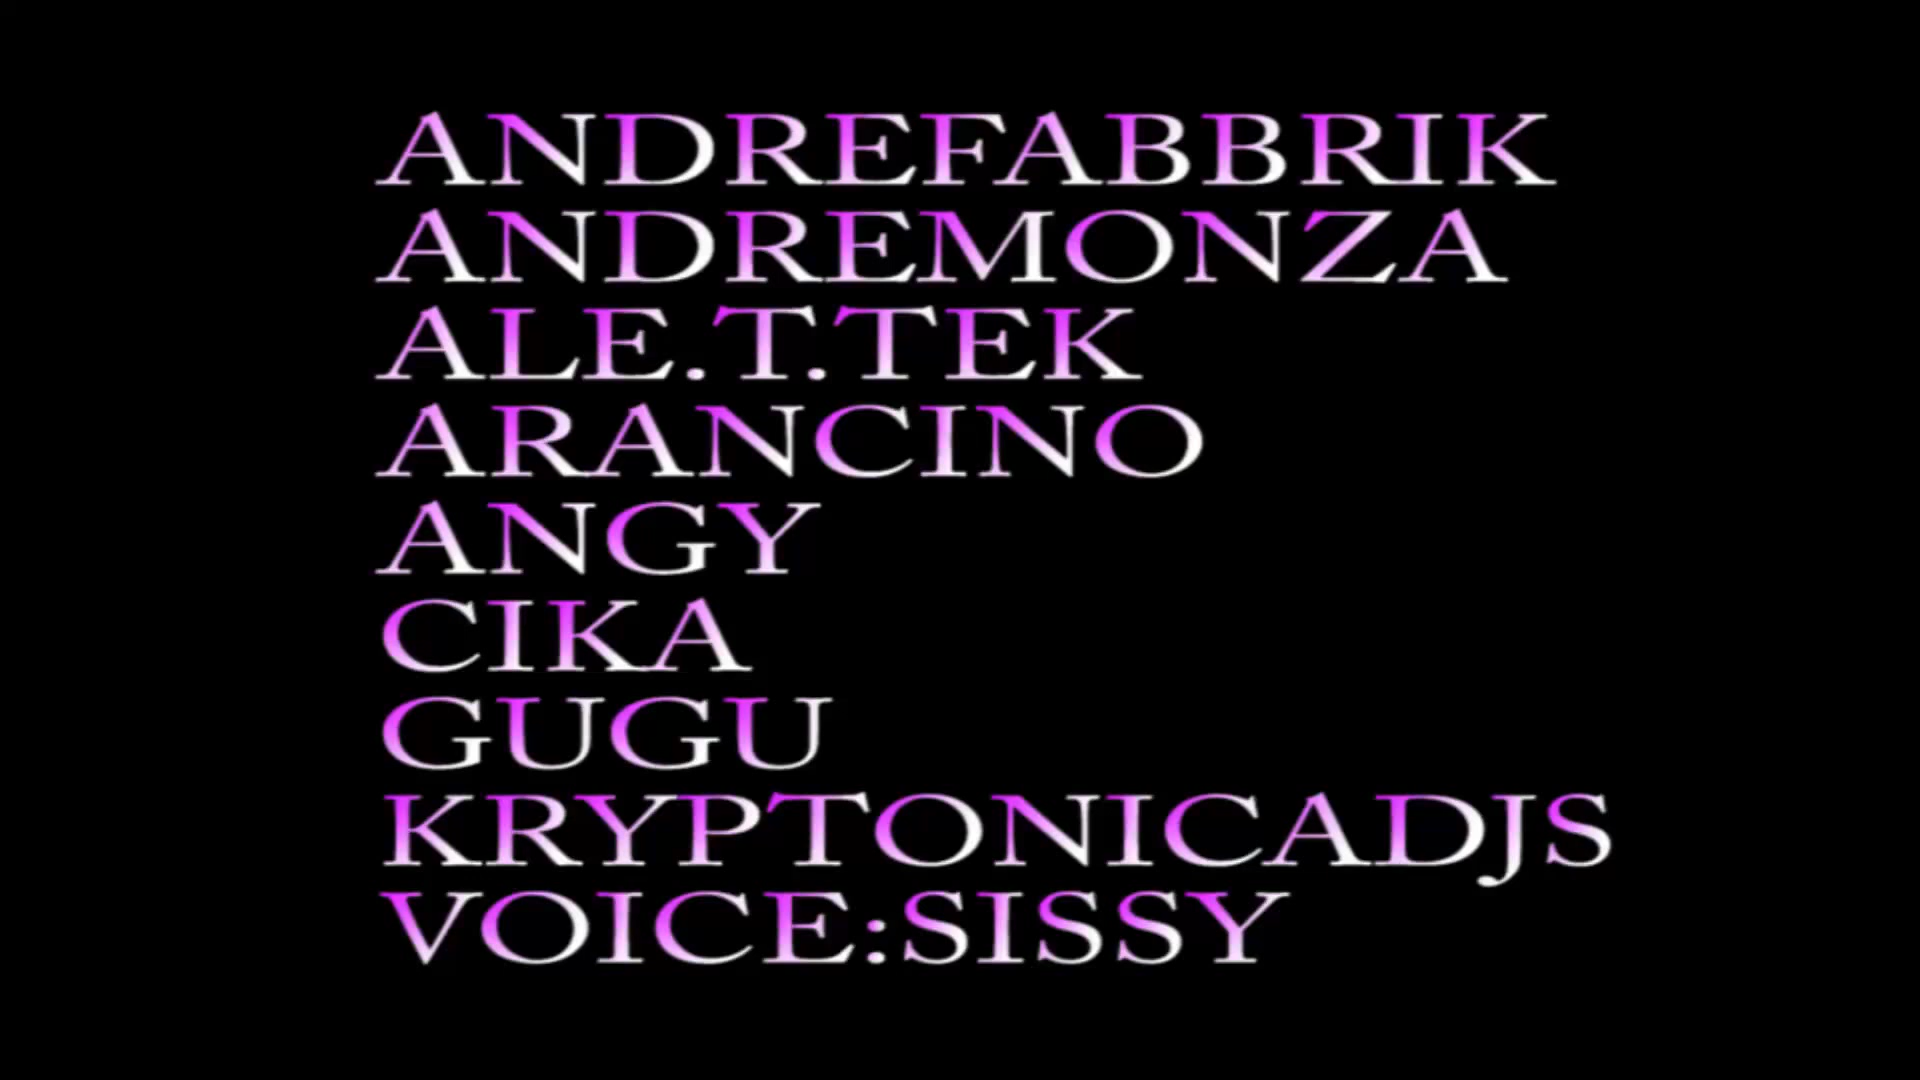 ANDREFABBRIK
ANDREMONZA
ALE.T.TEK
ARANCINO
ANGY
CIKA
GUGU
KRYPTONICADJS
VOICE:SISSY